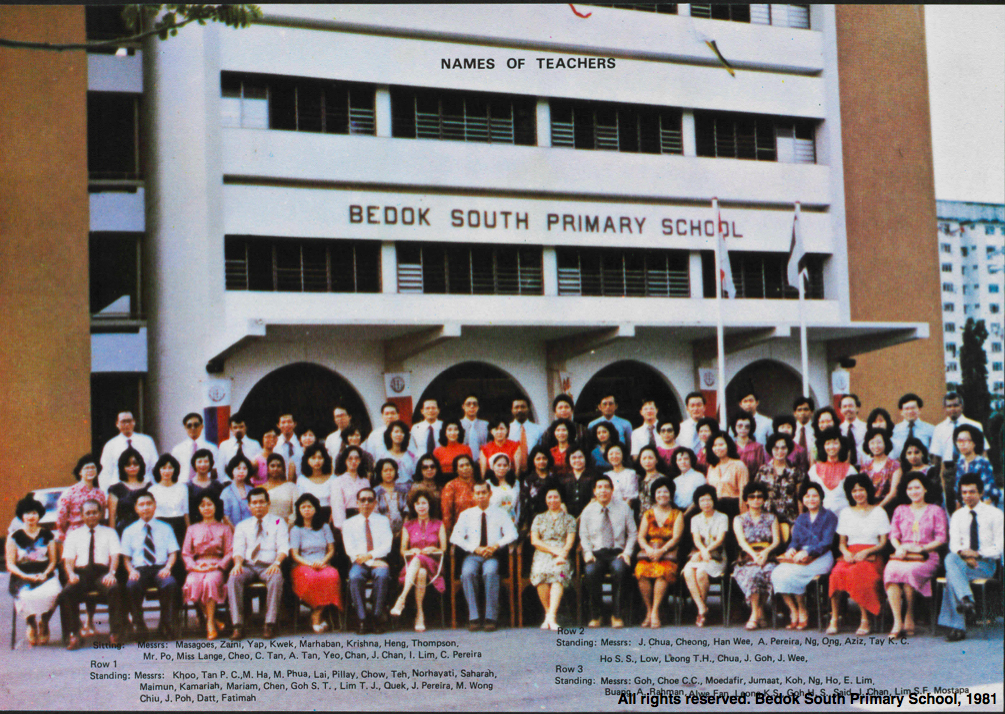 NAMES OF TEACHERS
BEDOK SOUTH PRIMARY SCHOOL
Sitting: Messrs: Masagoes, Zaini, Yap, Kwek, Marhaban, Krishna, Heng, Thompson,
Mr. Po, Miss Lange, Cheo, C. Tan, A. Tan, Yeo, Chan, J. Chan, I. Lim, C. Pereira
Row 1
Standing: Messrs: Khoo, Tan P. C., M. Ha, M. Phua, Lai, Pillay, Chow, Teh, Norhayati, Saharah,
Maimun, Kamariah, Mariam, Chen, Goh S. T., Lim T. J., Quek, J. Pereira, M. Wong
Chiu, J. Poh, Datt, Fatimah
Row 2
Standing: Messrs: J. Chua, Cheong, Han Wee, A. Pereira, Ng, Ong, Aziz, Tay K. C.
Ho S. S., Low, Leong T.H., Chua, J. Goh, J. Wee,
Row 3
Standing: Messrs: Goh, Choe C.C., Moedafir, Jumaat, Koh, Ng, Ho, E. Lim,
Buang, A. Rahman, Alwe Fan, Leong K.S., Goh H. S., Said, J. Chan, Lim S.F. Mostapa
All rights reserved. Bedok South Primary School, 1981